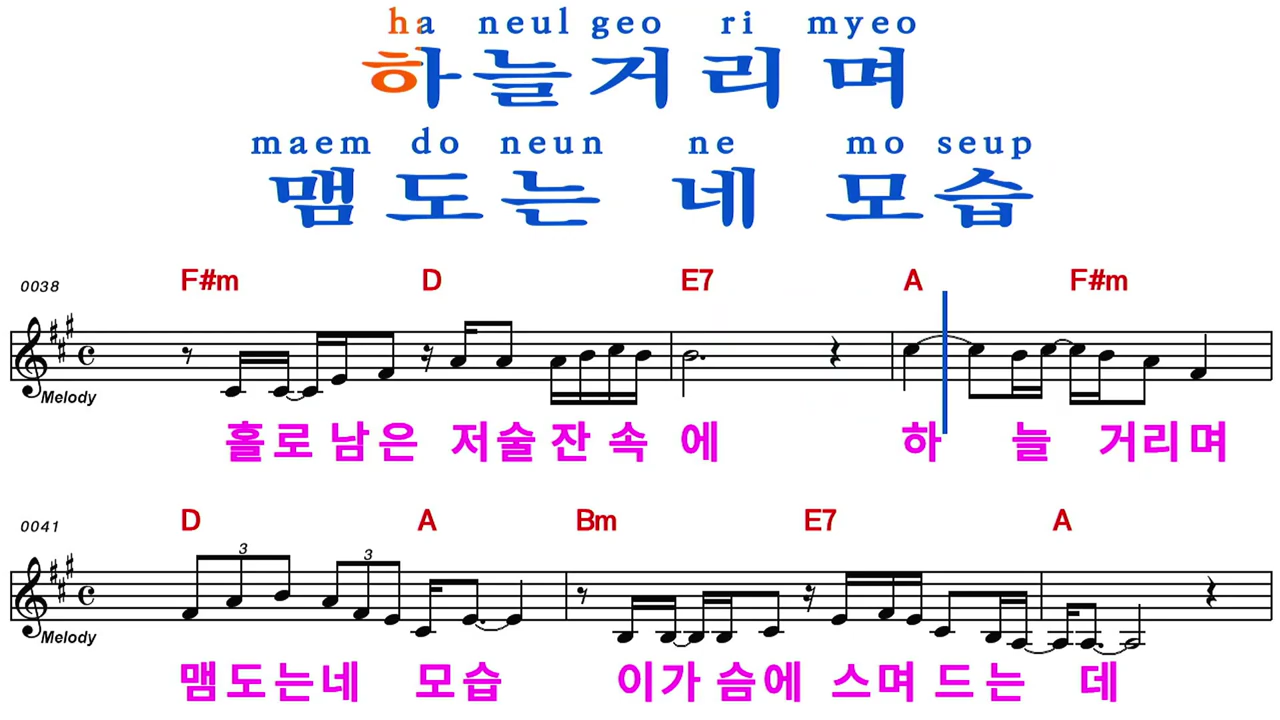 ha neul geo ri myeo
하늘거리며
maem do neun ne mo seup
맴도는 네 모습
0038 F#m D E7 A F#m
Melody
홀로남은 저술잔속에 하늘거리며
0041 D A Bm E7 A
3 3
Melody
맴도는네 모습 이가슴에 스며드는 데